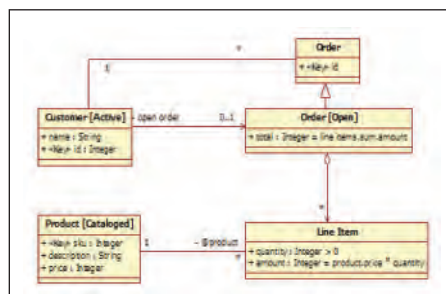 Order
+ «Key» id
*
1
Customer [Active]
+ name : String
+ «Key» id : Integer
- open order
0..1
Order [Open]
+ total : Integer = line items.sum.amount
*
Product [Cataloged]
+ «Key» sku : Integer
+ description : String
+ price : Integer
1
- @product
*
Line Item
+ quantity : Integer > 0
+ amount : Integer = product.price * quantity